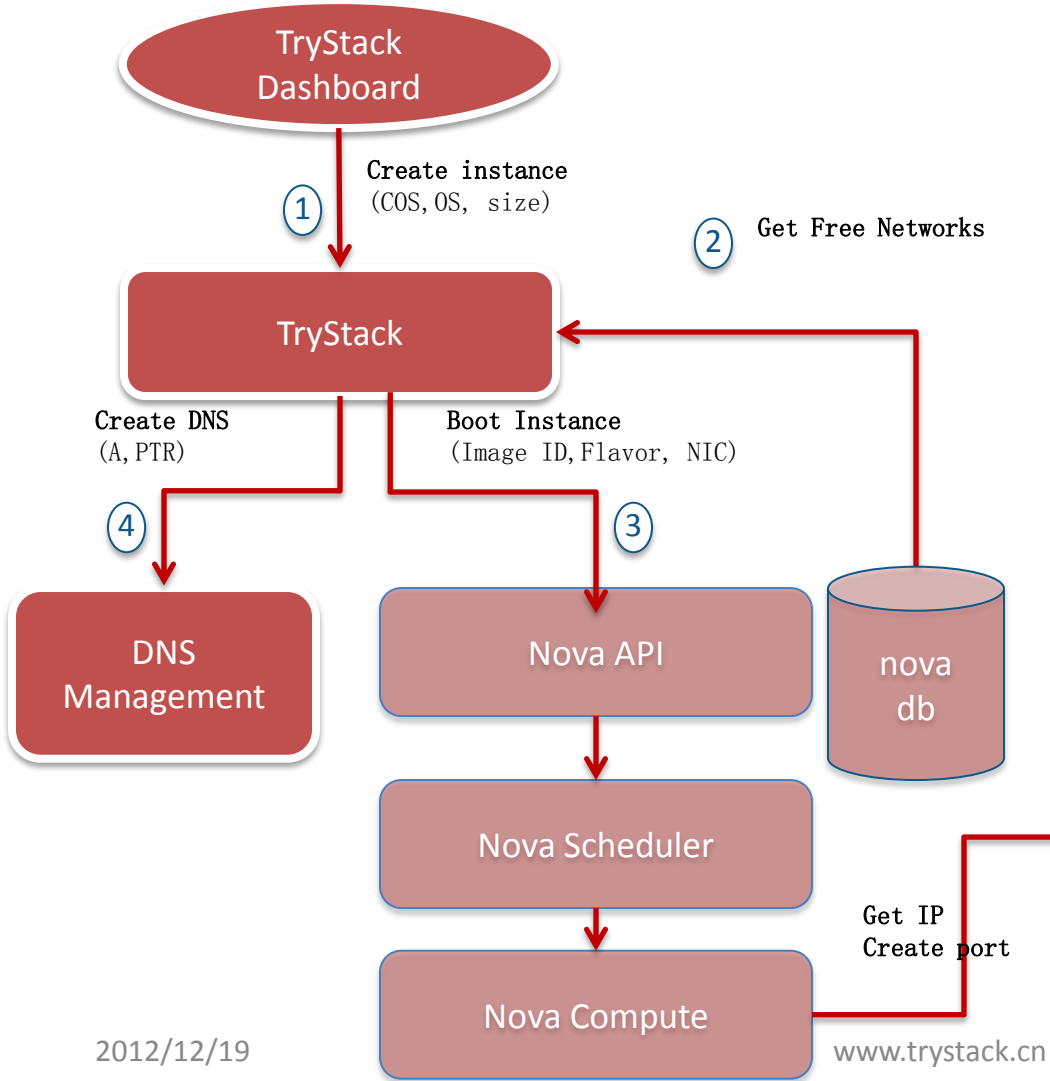 TryStack
Dashboard
Create instance
(COS,OS, size)
1
2
Get Free Networks
TryStack
Create DNS
(A,PTR)
Boot Instance
(Image ID,Flavor, NIC)
4
3
DNS
Management
Nova API
nova
db
Nova Scheduler
Get IP
Create port
Nova Compute
2012/12/19
www.trystack.cn